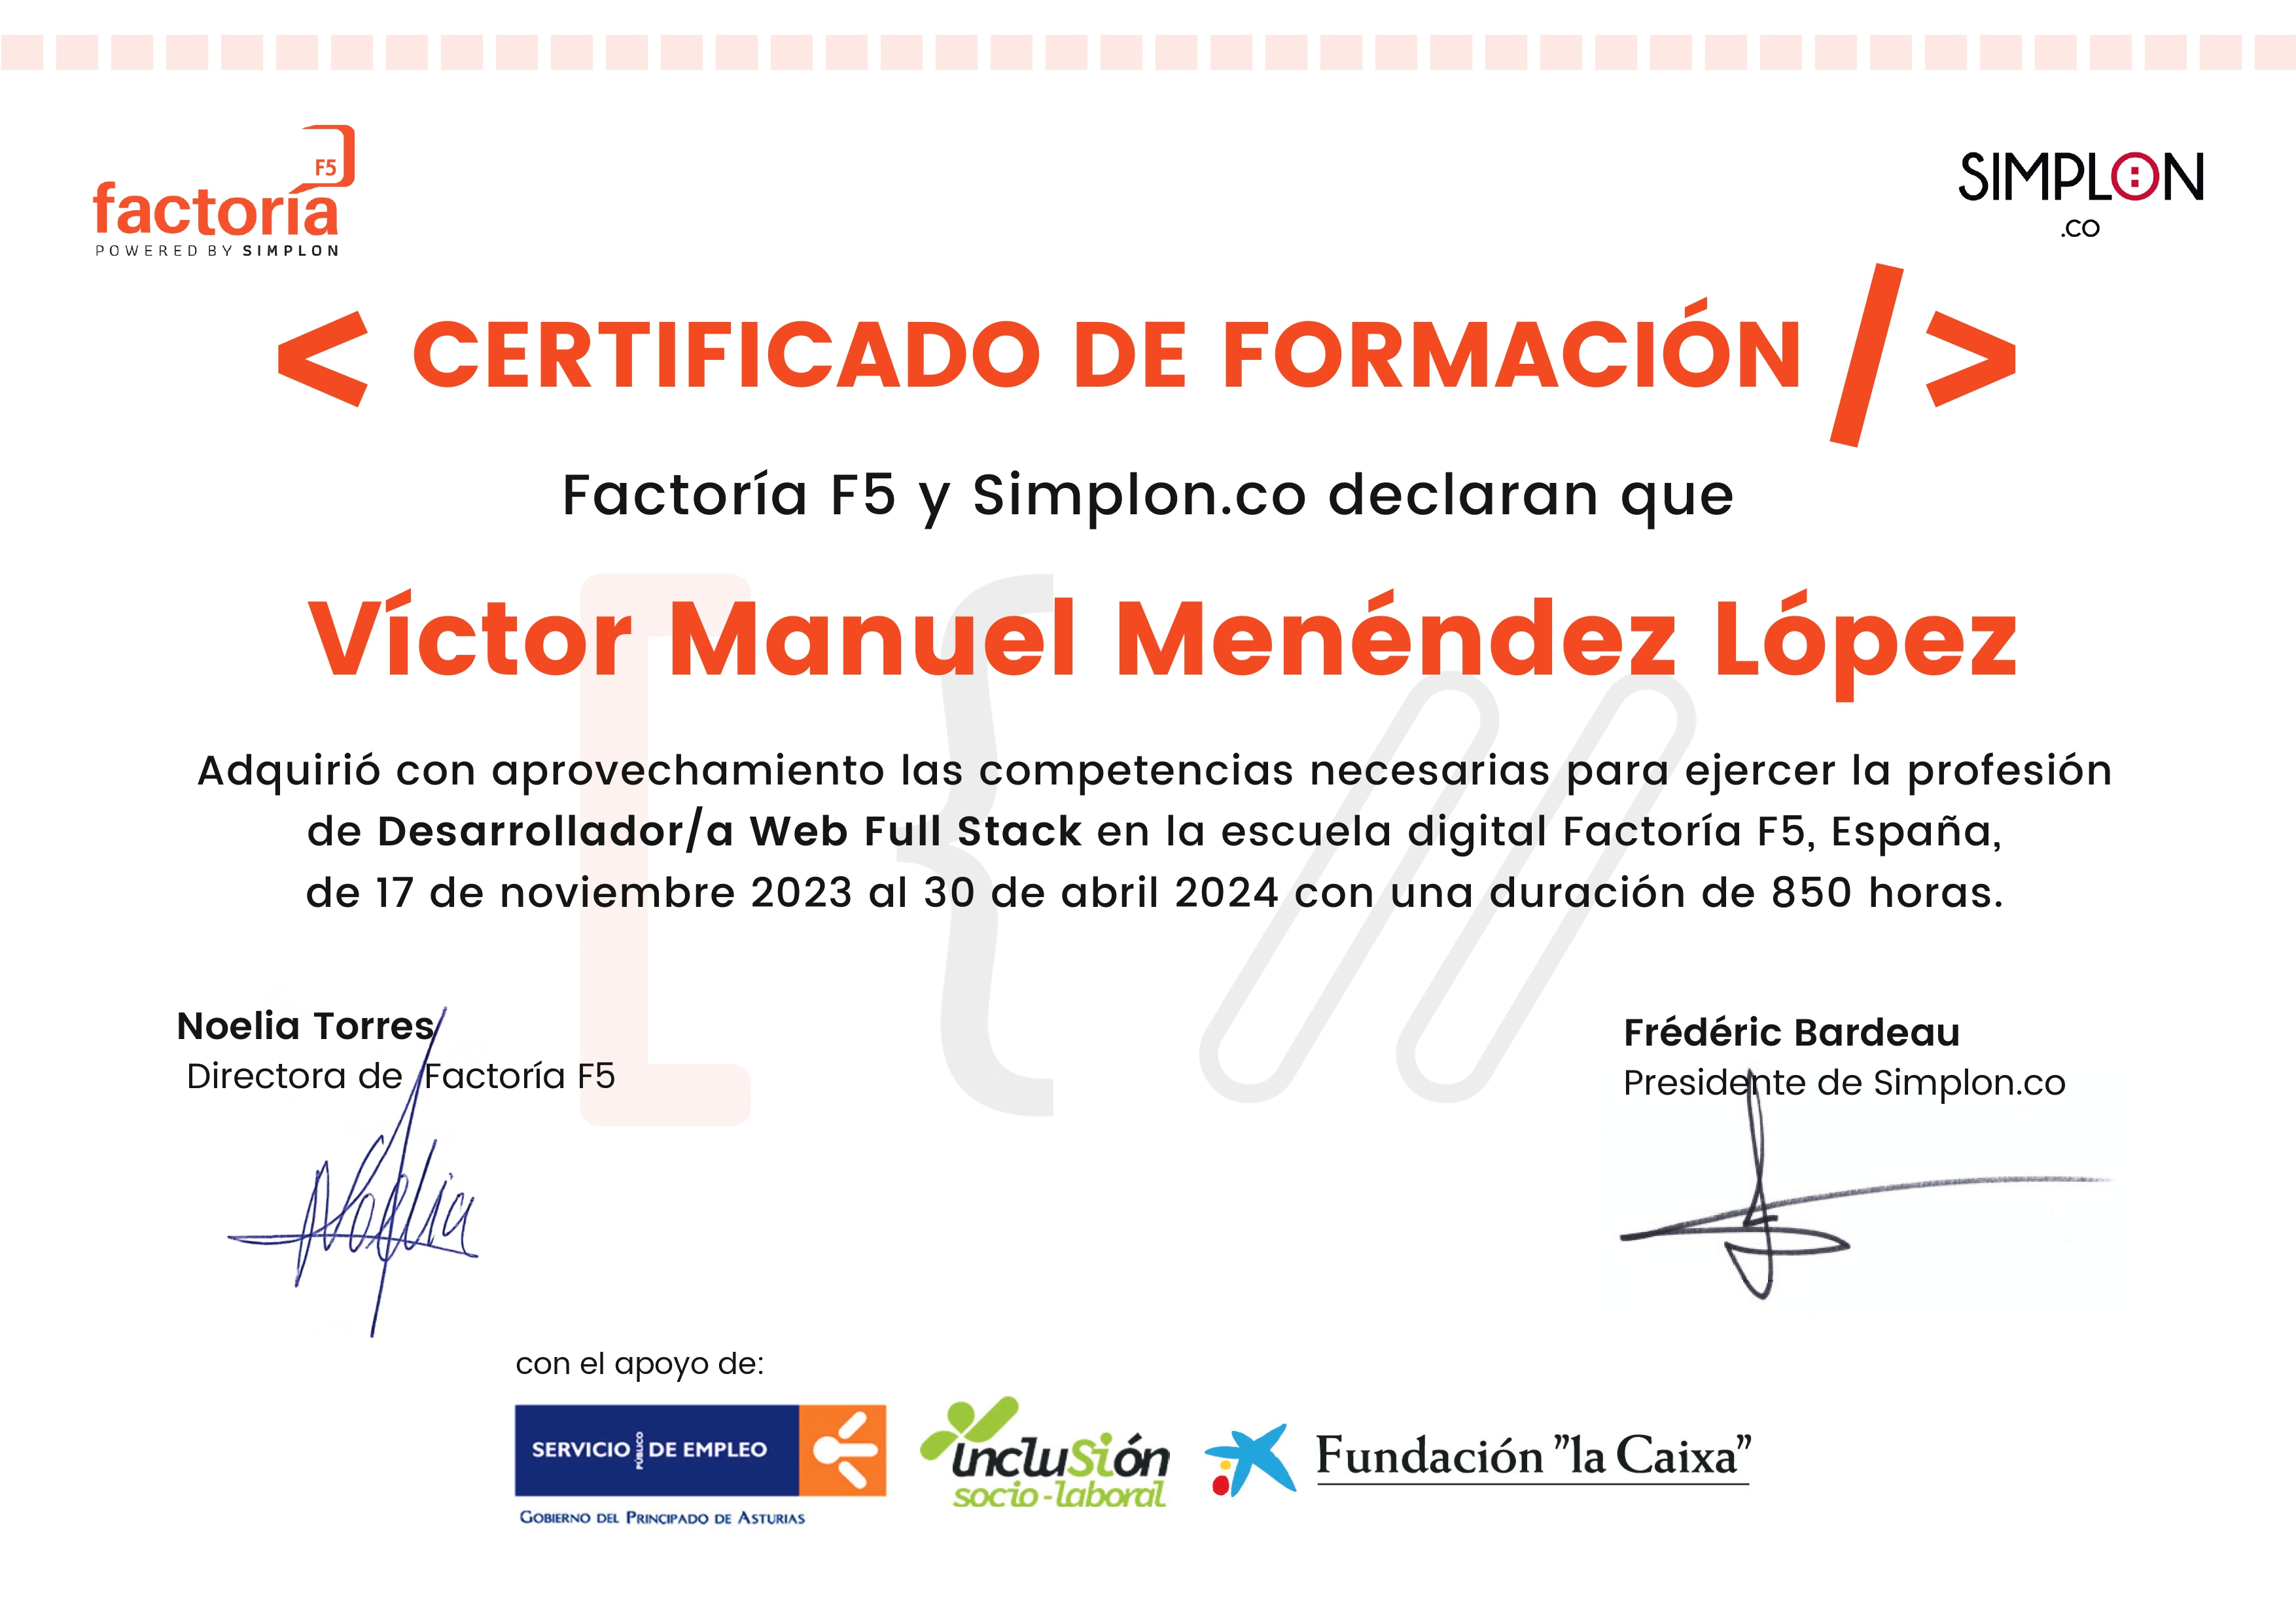 F5
factoría
POWERED BY SIMPLON
SIMPLON
.CO
< CERTIFICADO DE FORMACIÓN />
Factoría F5 y Simplon.co declaran que
Víctor Manuel Menéndez López
Adquirió con aprovechamiento las competencias necesarias para ejercer la profesión
de Desarrollador/a Web Full Stack en la escuela digital Factoría F5, España,
de 17 de noviembre 2023 al 30 de abril 2024 con una duración de 850 horas.
Noelia Torres
Directora de Factoría F5
Noelia
Frédéric Bardeau
Presidente de Simplon.co
con el apoyo de:
SERVICIO PÚBLICO DE EMPLEO
GOBIERNO DEL PRINCIPADO DE ASTURIAS
incluSión
socio-laboral
Fundación "la Caixa"